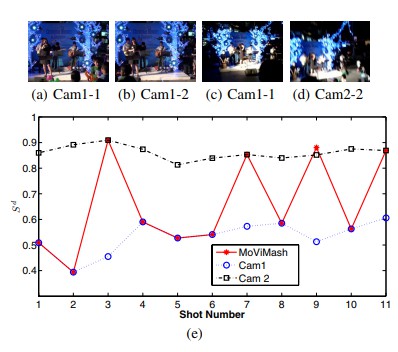 (a) Cam1-1 (b) Cam1-2 (c) Cam1-1 (d) Cam2-2
1
0.9
0.8
0.7
0.6
0.5
0.4
S^d
MoViMash
Cam1
Cam 2
1 2 3 4 5 6 7 8 9 10 11
Shot Number
(e)